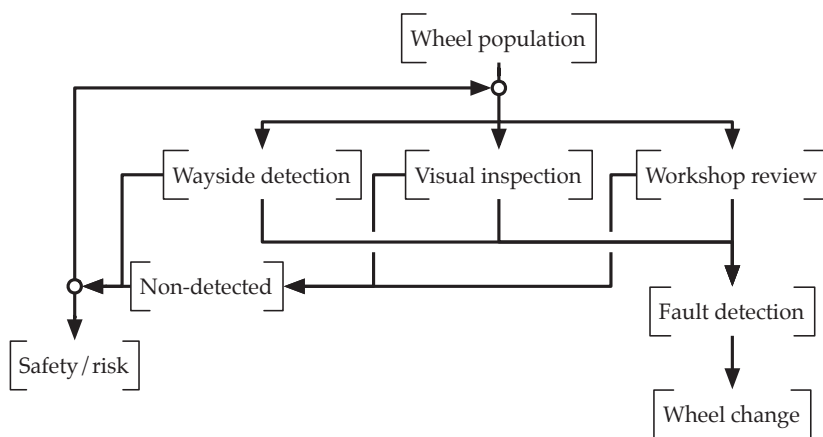 Wheel population
Wayside detection
Visual inspection
Workshop review
Non-detected
Fault detection
Safety/risk
Wheel change